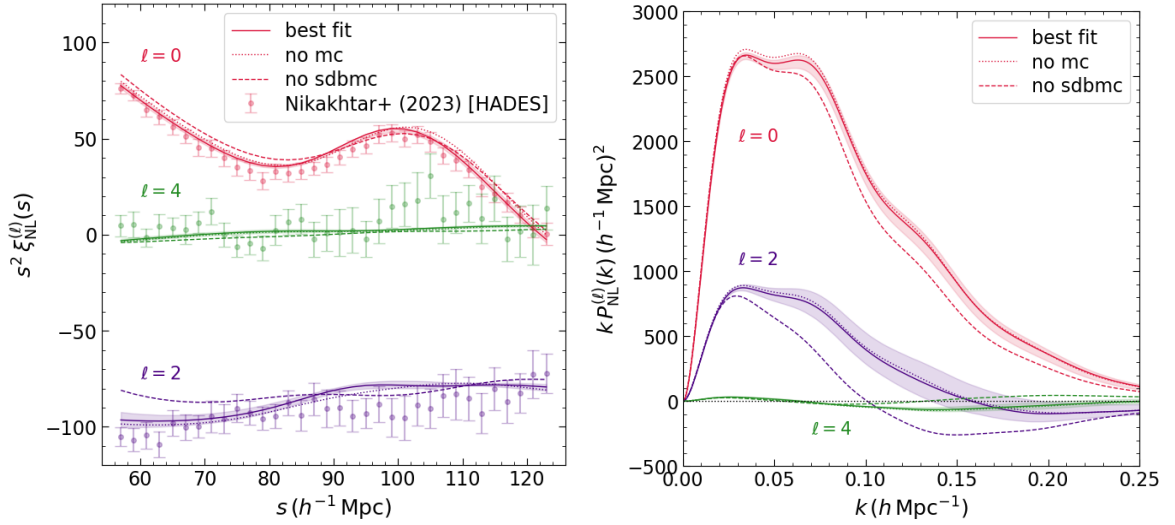 best fit
no mc
no sdbmc
Nikakhtar+ (2023) [HADES]
ℓ = 0
ℓ = 4
ℓ = 2
100
50
0
−50
−100
s² ξ_NL^(ℓ)(s)
60 70 80 90 100 110 120
s (h⁻¹ Mpc)
best fit
no mc
no sdbmc
ℓ = 0
ℓ = 2
ℓ = 4
3000
2500
2000
1500
1000
500
0
−500
k P_NL^(ℓ)(k) (h⁻¹ Mpc)²
0.00 0.05 0.10 0.15 0.20 0.25
k (h Mpc⁻¹)